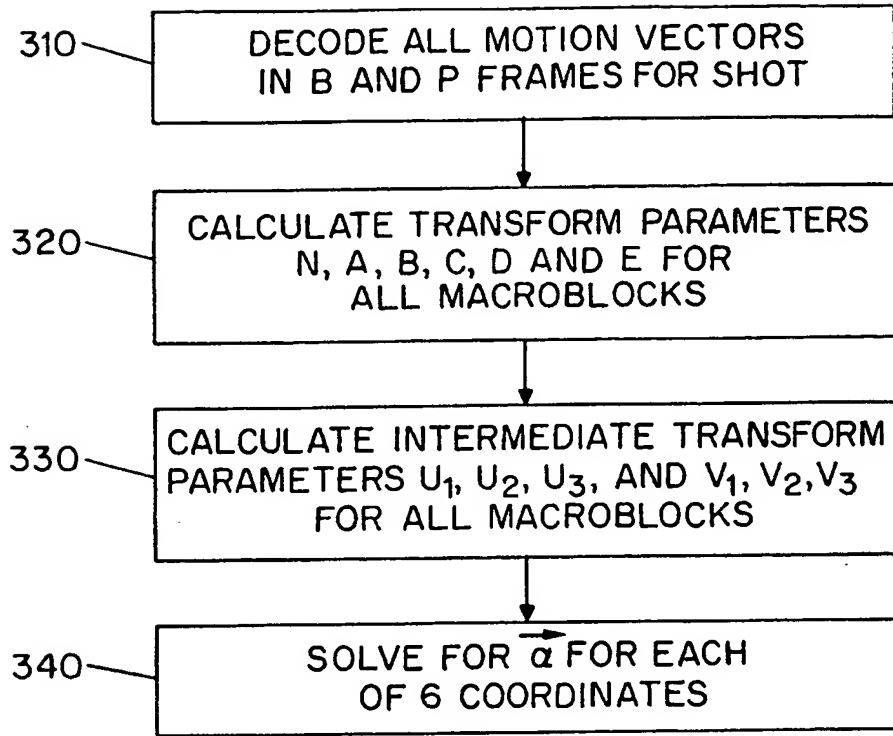 310
DECODE ALL MOTION VECTORS
IN B AND P FRAMES FOR SHOT
320
CALCULATE TRANSFORM PARAMETERS
N, A, B, C, D AND E FOR
ALL MACROBLOCKS
330
CALCULATE INTERMEDIATE TRANSFORM
PARAMETERS U₁, U₂, U₃, AND V₁, V₂, V₃
FOR ALL MACROBLOCKS
340
SOLVE FOR α⃗ FOR EACH
OF 6 COORDINATES